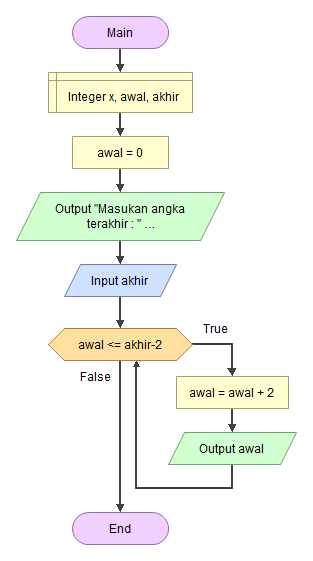 Main
Integer x, awal, akhir
awal = 0
Output "Masukan angka
terakhir : " ...
Input akhir
awal <= akhir-2
True
False
awal = awal + 2
Output awal
End